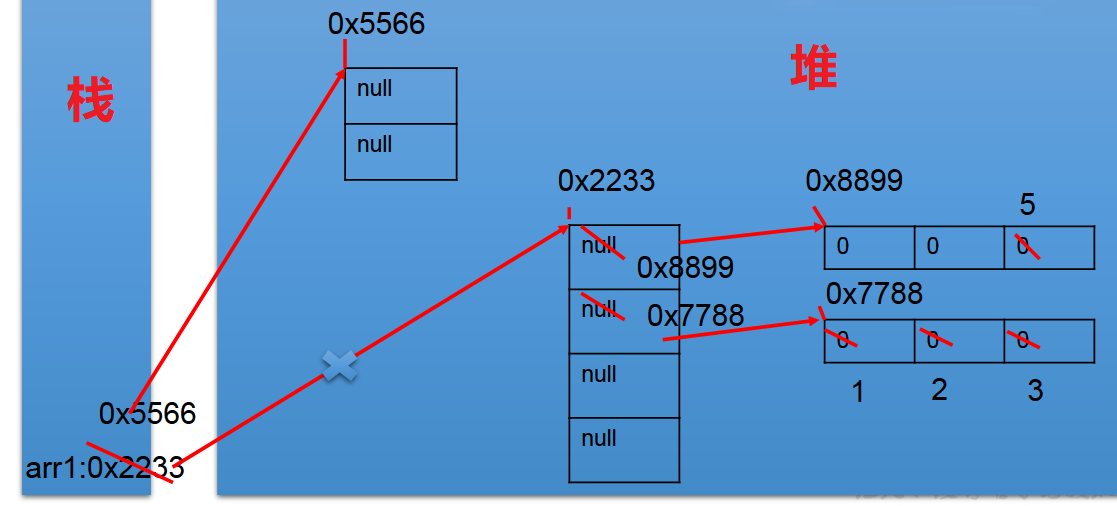 0x5566
栈
堆
null
null
0x2233
0x8899
5
null
0
0
0
0x8899
0x7788
null
0x7788
0
0
0
null
1
2
3
0x5566
null
arr1:0x2233